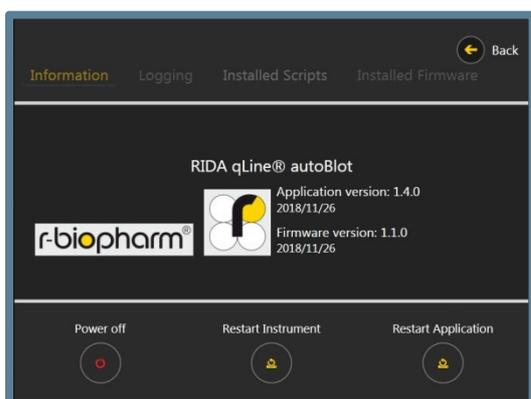 Back
Information Logging Installed Scripts Installed Firmware
RIDA qLine® autoBlot
Application version: 1.4.0
2018/11/26
r-biopharm®
Firmware version: 1.1.0
2018/11/26
Power off Restart Instrument Restart Application